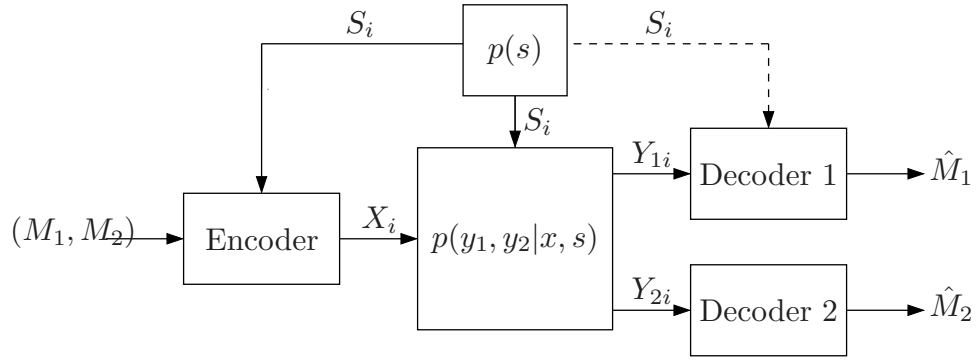 S_i
p(s)
S_i
S_i
(M_1, M_2)
Encoder
X_i
p(y_1, y_2|x, s)
Y_{1i}
Decoder 1
\hat{M}_1
Y_{2i}
Decoder 2
\hat{M}_2